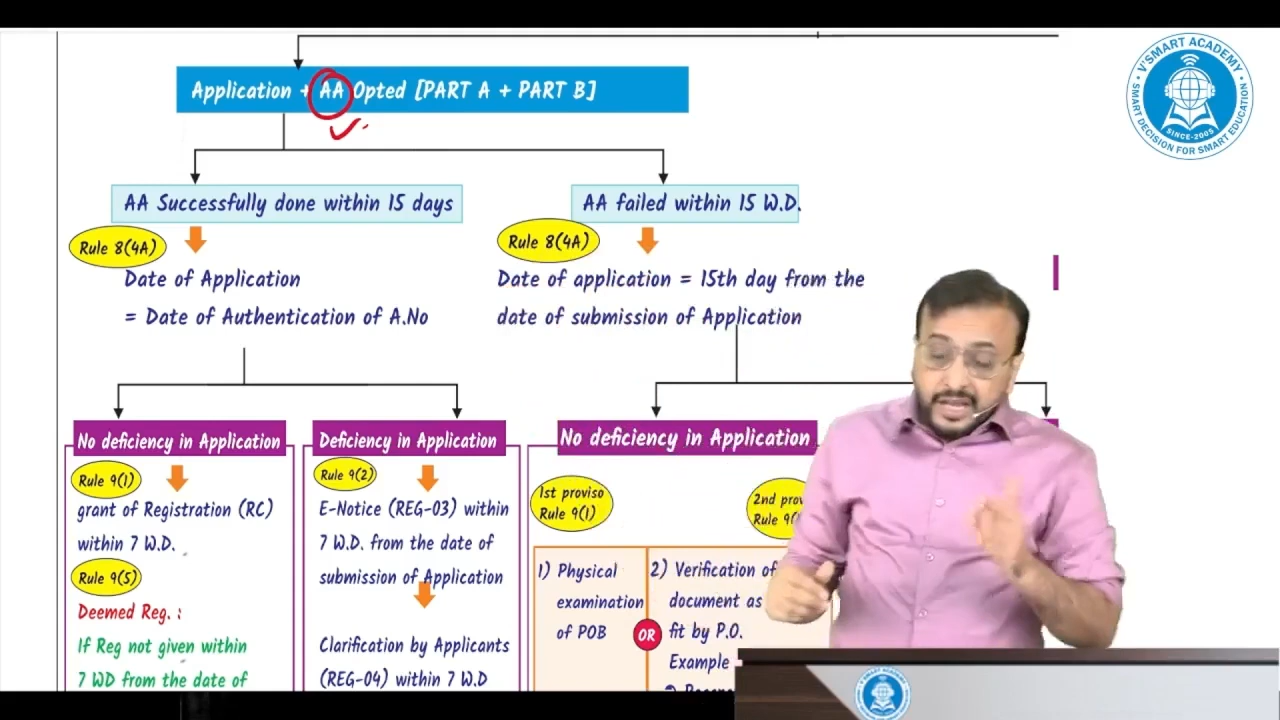 Application + AA Opted [PART A + PART B]
AA Successfully done within 15 days
Rule 8(4A)
Date of Application
= Date of Authentication of A.No
AA failed within 15 W.D.
Rule 8(4A)
Date of application = 15th day from the
date of submission of Application
No deficiency in Application
Rule 9(1)
grant of Registration (RC)
within 7 W.D.
Rule 9(5)
Deemed Reg. :
If Reg not given within
7 WD from the date of
Deficiency in Application
Rule 9(2)
E-Notice (REG-03) within
7 W.D. from the date of
submission of Application
Clarification by Applicants
(REG-04) within 7 W.D
No deficiency in Application
1st proviso
Rule 9(1)
2nd
Rule
1) Physical
examination
of POB
OR
2) Verification of
document as
fit by P.O.
Example
V'SMART ACADEMY
SINCE-2005
SMART DECISION FOR SMART EDUCATION